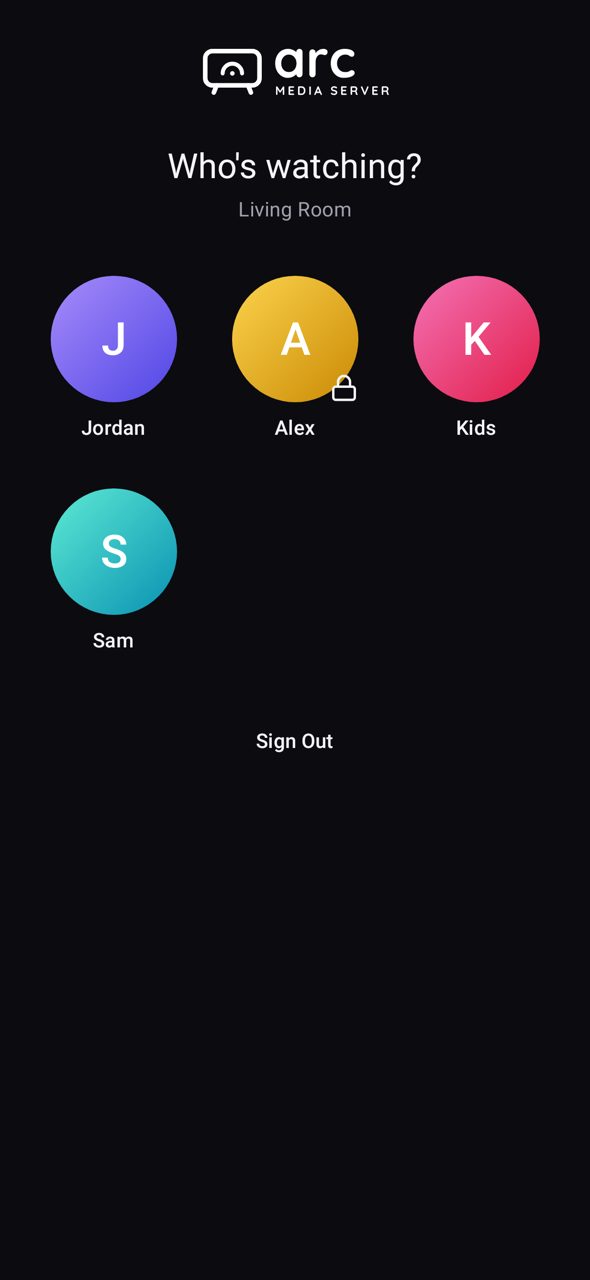 arc
MEDIA SERVER
Who's watching?
Living Room
J
A
K
Jordan
Alex
Kids
S
Sam
Sign Out